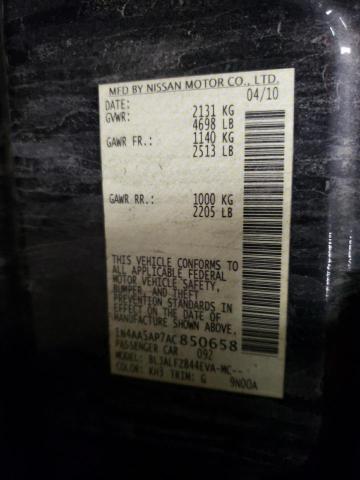 MFD BY NISSAN MOTOR CO., LTD.
DATE: 04/10
GVWR: 2131 KG
4698 LB
GAWR FR.: 1140 KG
2513 LB
GAWR RR.: 1000 KG
2205 LB
THIS VEHICLE CONFORMS TO
ALL APPLICABLE FEDERAL
MOTOR VEHICLE SAFETY,
BUMPER, AND THEFT
PREVENTION STANDARDS IN
EFFECT ON THE DATE OF
MANUFACTURE SHOWN ABOVE.
1N4AA5AP7AC850658
PASSENGER CAR 092
MODEL: BLJALFZ844EVA-MC--
COLOR: KH3 TRIM: G 9N00A